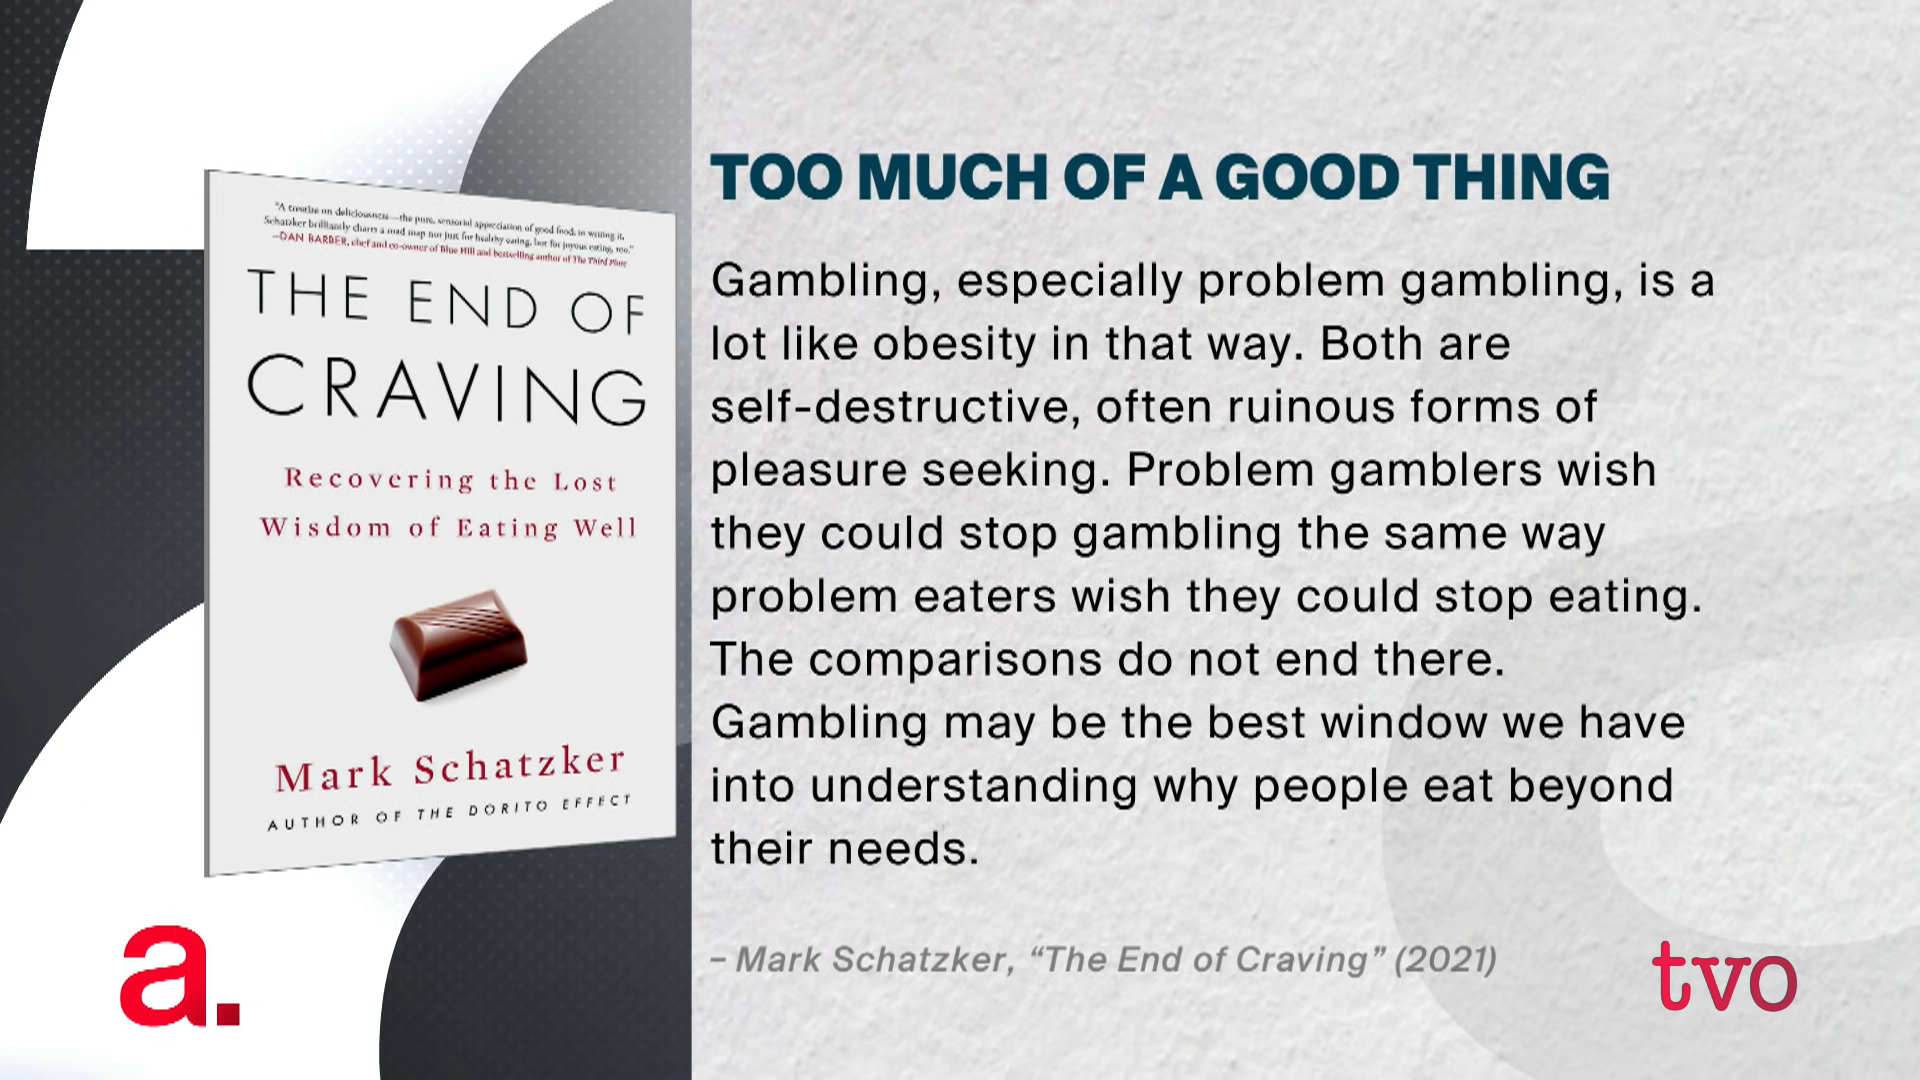 "A treatise on deliciousness—the pure, sensorial appreciation of good food, in writing it,
Schatzker brilliantly charts a road map not just for healthy eating, but for joyous eating, too."
—DAN BARBER, chef and co-owner of Blue Hill and bestselling author of The Third Plate
THE END OF
CRAVING
Recovering the Lost
Wisdom of Eating Well
Mark Schatzker
AUTHOR OF THE DORITO EFFECT
a.
TOO MUCH OF A GOOD THING
Gambling, especially problem gambling, is a
lot like obesity in that way. Both are
self-destructive, often ruinous forms of
pleasure seeking. Problem gamblers wish
they could stop gambling the same way
problem eaters wish they could stop eating.
The comparisons do not end there.
Gambling may be the best window we have
into understanding why people eat beyond
their needs.
– Mark Schatzker, “The End of Craving” (2021)
tvo